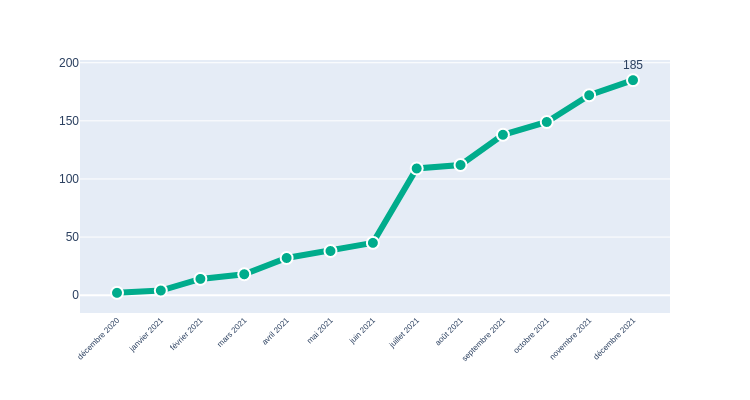 200
185
150
100
50
0
décembre 2020
janvier 2021
février 2021
mars 2021
avril 2021
mai 2021
juin 2021
juillet 2021
août 2021
septembre 2021
octobre 2021
novembre 2021
décembre 2021